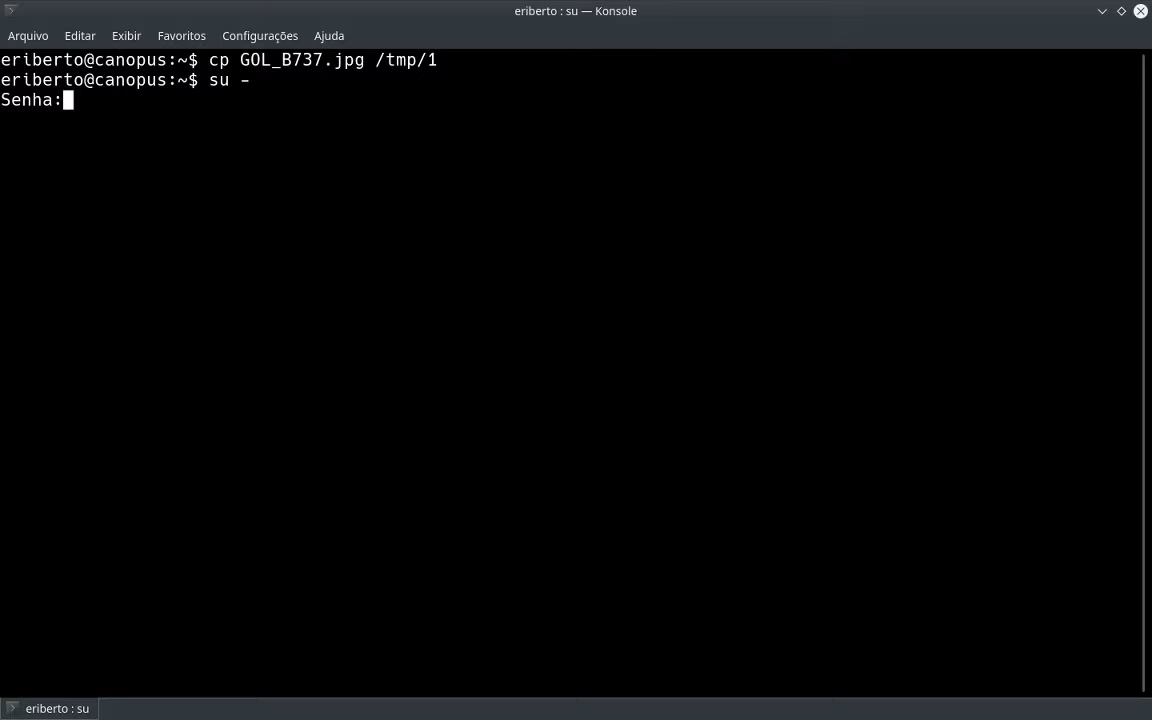 eriberto : su — Konsole
Arquivo Editar Exibir Favoritos Configurações Ajuda
eriberto@canopus:~$ cp GOL_B737.jpg /tmp/1
eriberto@canopus:~$ su -
Senha:
eriberto : su